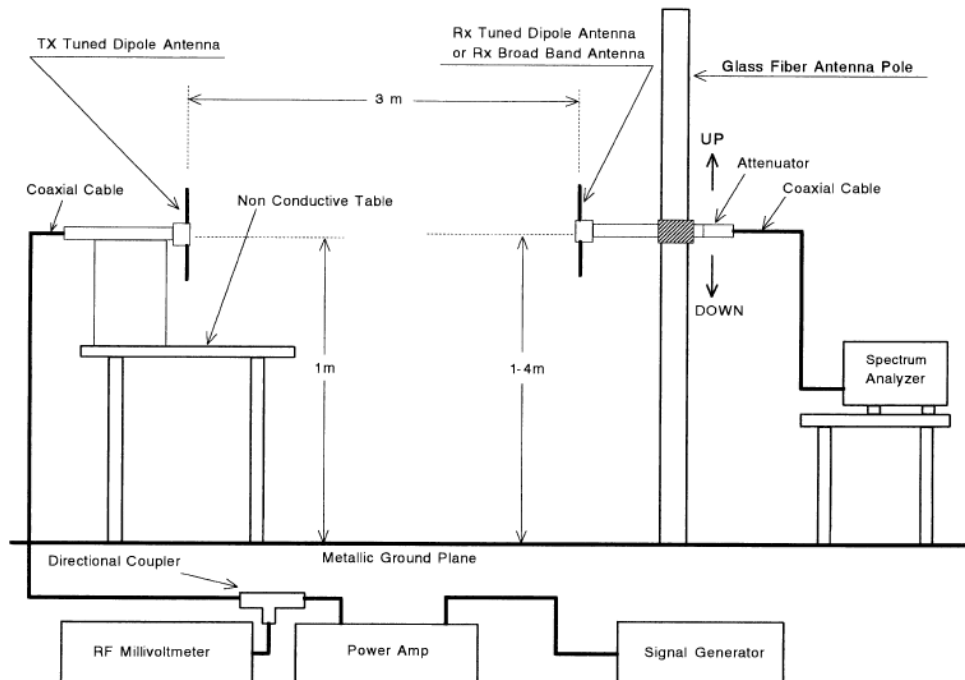 TX Tuned Dipole Antenna
Rx Tuned Dipole Antenna
or Rx Broad Band Antenna
Glass Fiber Antenna Pole
3 m
UP
Attenuator
Coaxial Cable
Coaxial Cable
Non Conductive Table
DOWN
1m
1-4m
Spectrum
Analyzer
Metallic Ground Plane
Directional Coupler
RF Millivoltmeter
Power Amp
Signal Generator